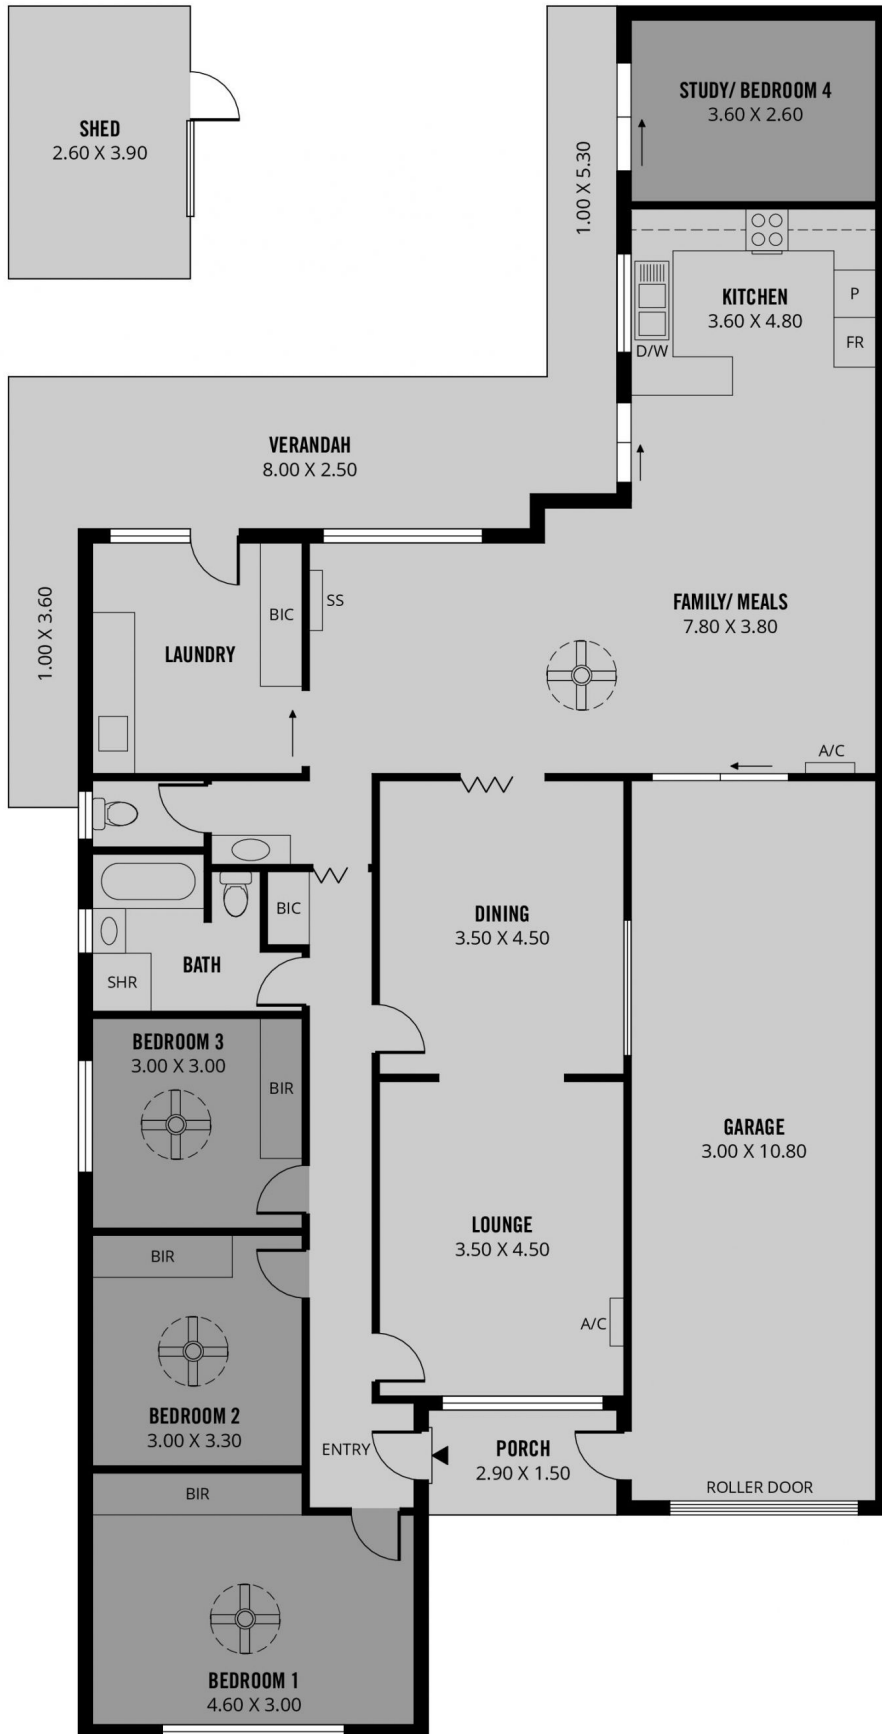 SHED
2.60 X 3.90
STUDY/ BEDROOM 4
3.60 X 2.60
1.00 X 5.30
KITCHEN
3.60 X 4.80
P
FR
D/W
VERANDAH
8.00 X 2.50
1.00 X 3.60
LAUNDRY
BIC
SS
FAMILY/ MEALS
7.80 X 3.80
A/C
BIC
DINING
3.50 X 4.50
BATH
SHR
BEDROOM 3
3.00 X 3.00
BIR
GARAGE
3.00 X 10.80
LOUNGE
3.50 X 4.50
A/C
BIR
BEDROOM 2
3.00 X 3.30
ENTRY
PORCH
2.90 X 1.50
ROLLER DOOR
BIR
BEDROOM 1
4.60 X 3.00